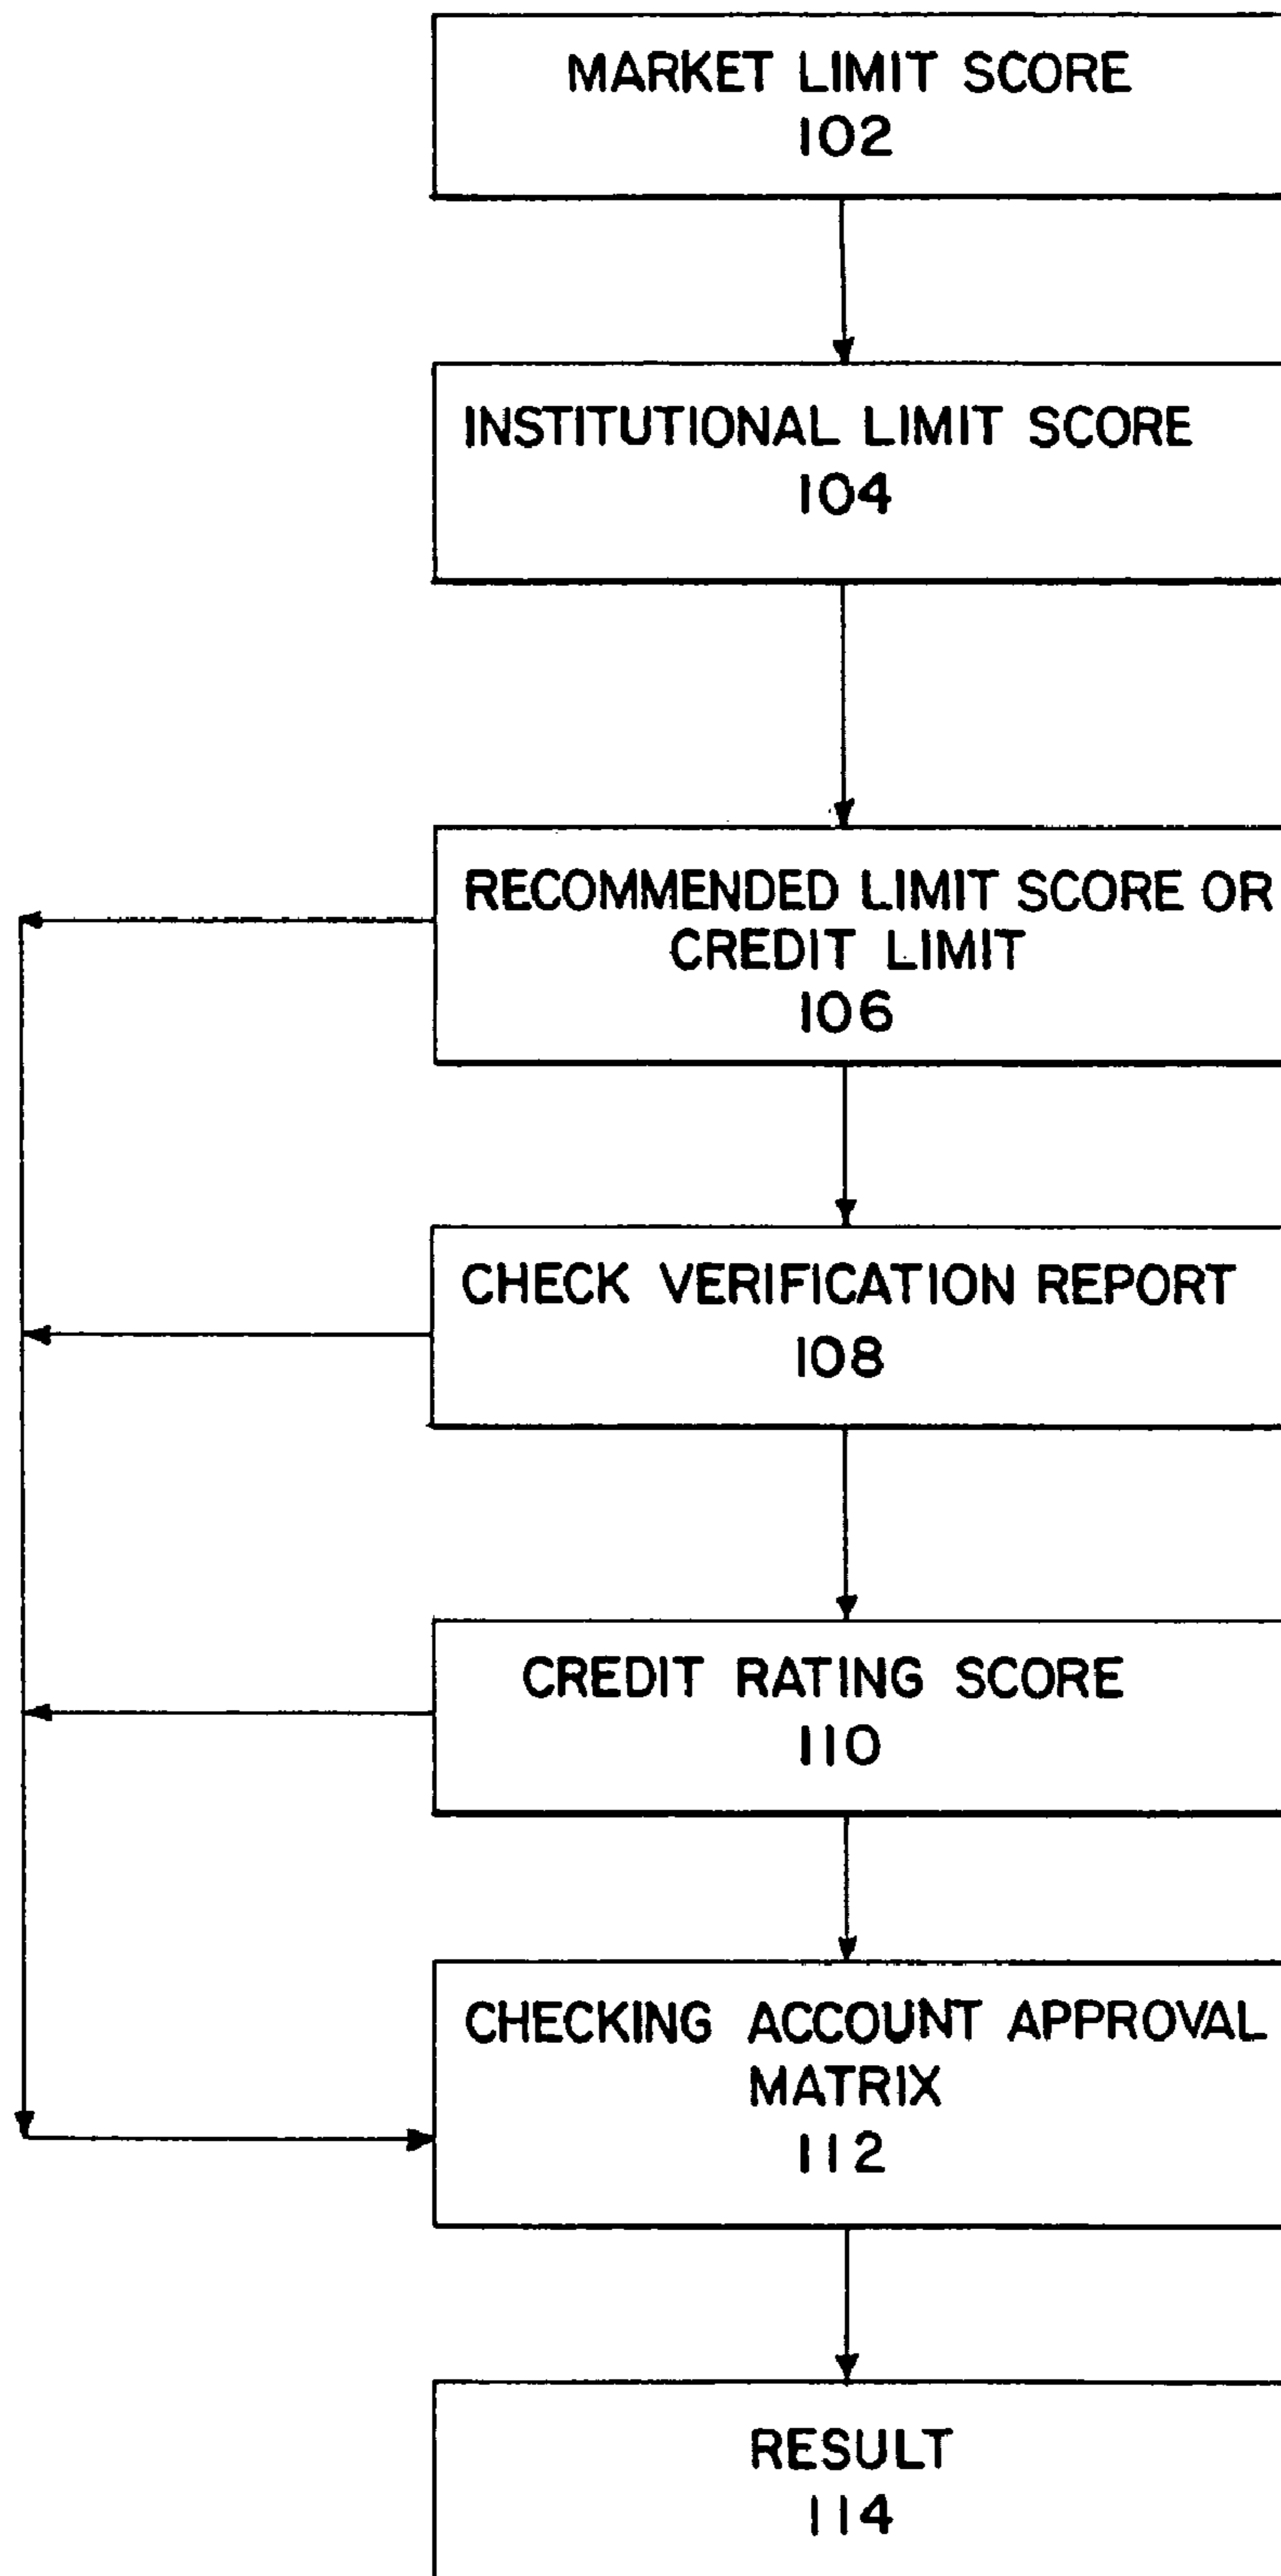 MARKET LIMIT SCORE
102
INSTITUTIONAL LIMIT SCORE
104
RECOMMENDED LIMIT SCORE OR
CREDIT LIMIT
106
CHECK VERIFICATION REPORT
108
CREDIT RATING SCORE
110
CHECKING ACCOUNT APPROVAL
MATRIX
112
RESULT
114